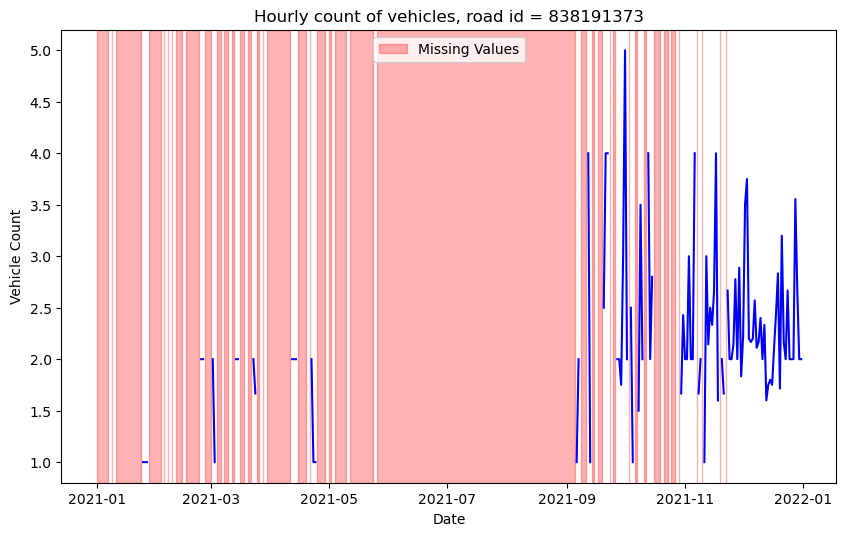 Hourly count of vehicles, road id = 838191373
Missing Values
Vehicle Count
5.0
4.5
4.0
3.5
3.0
2.5
2.0
1.5
1.0
2021-01 2021-03 2021-05 2021-07 2021-09 2021-11 2022-01
Date